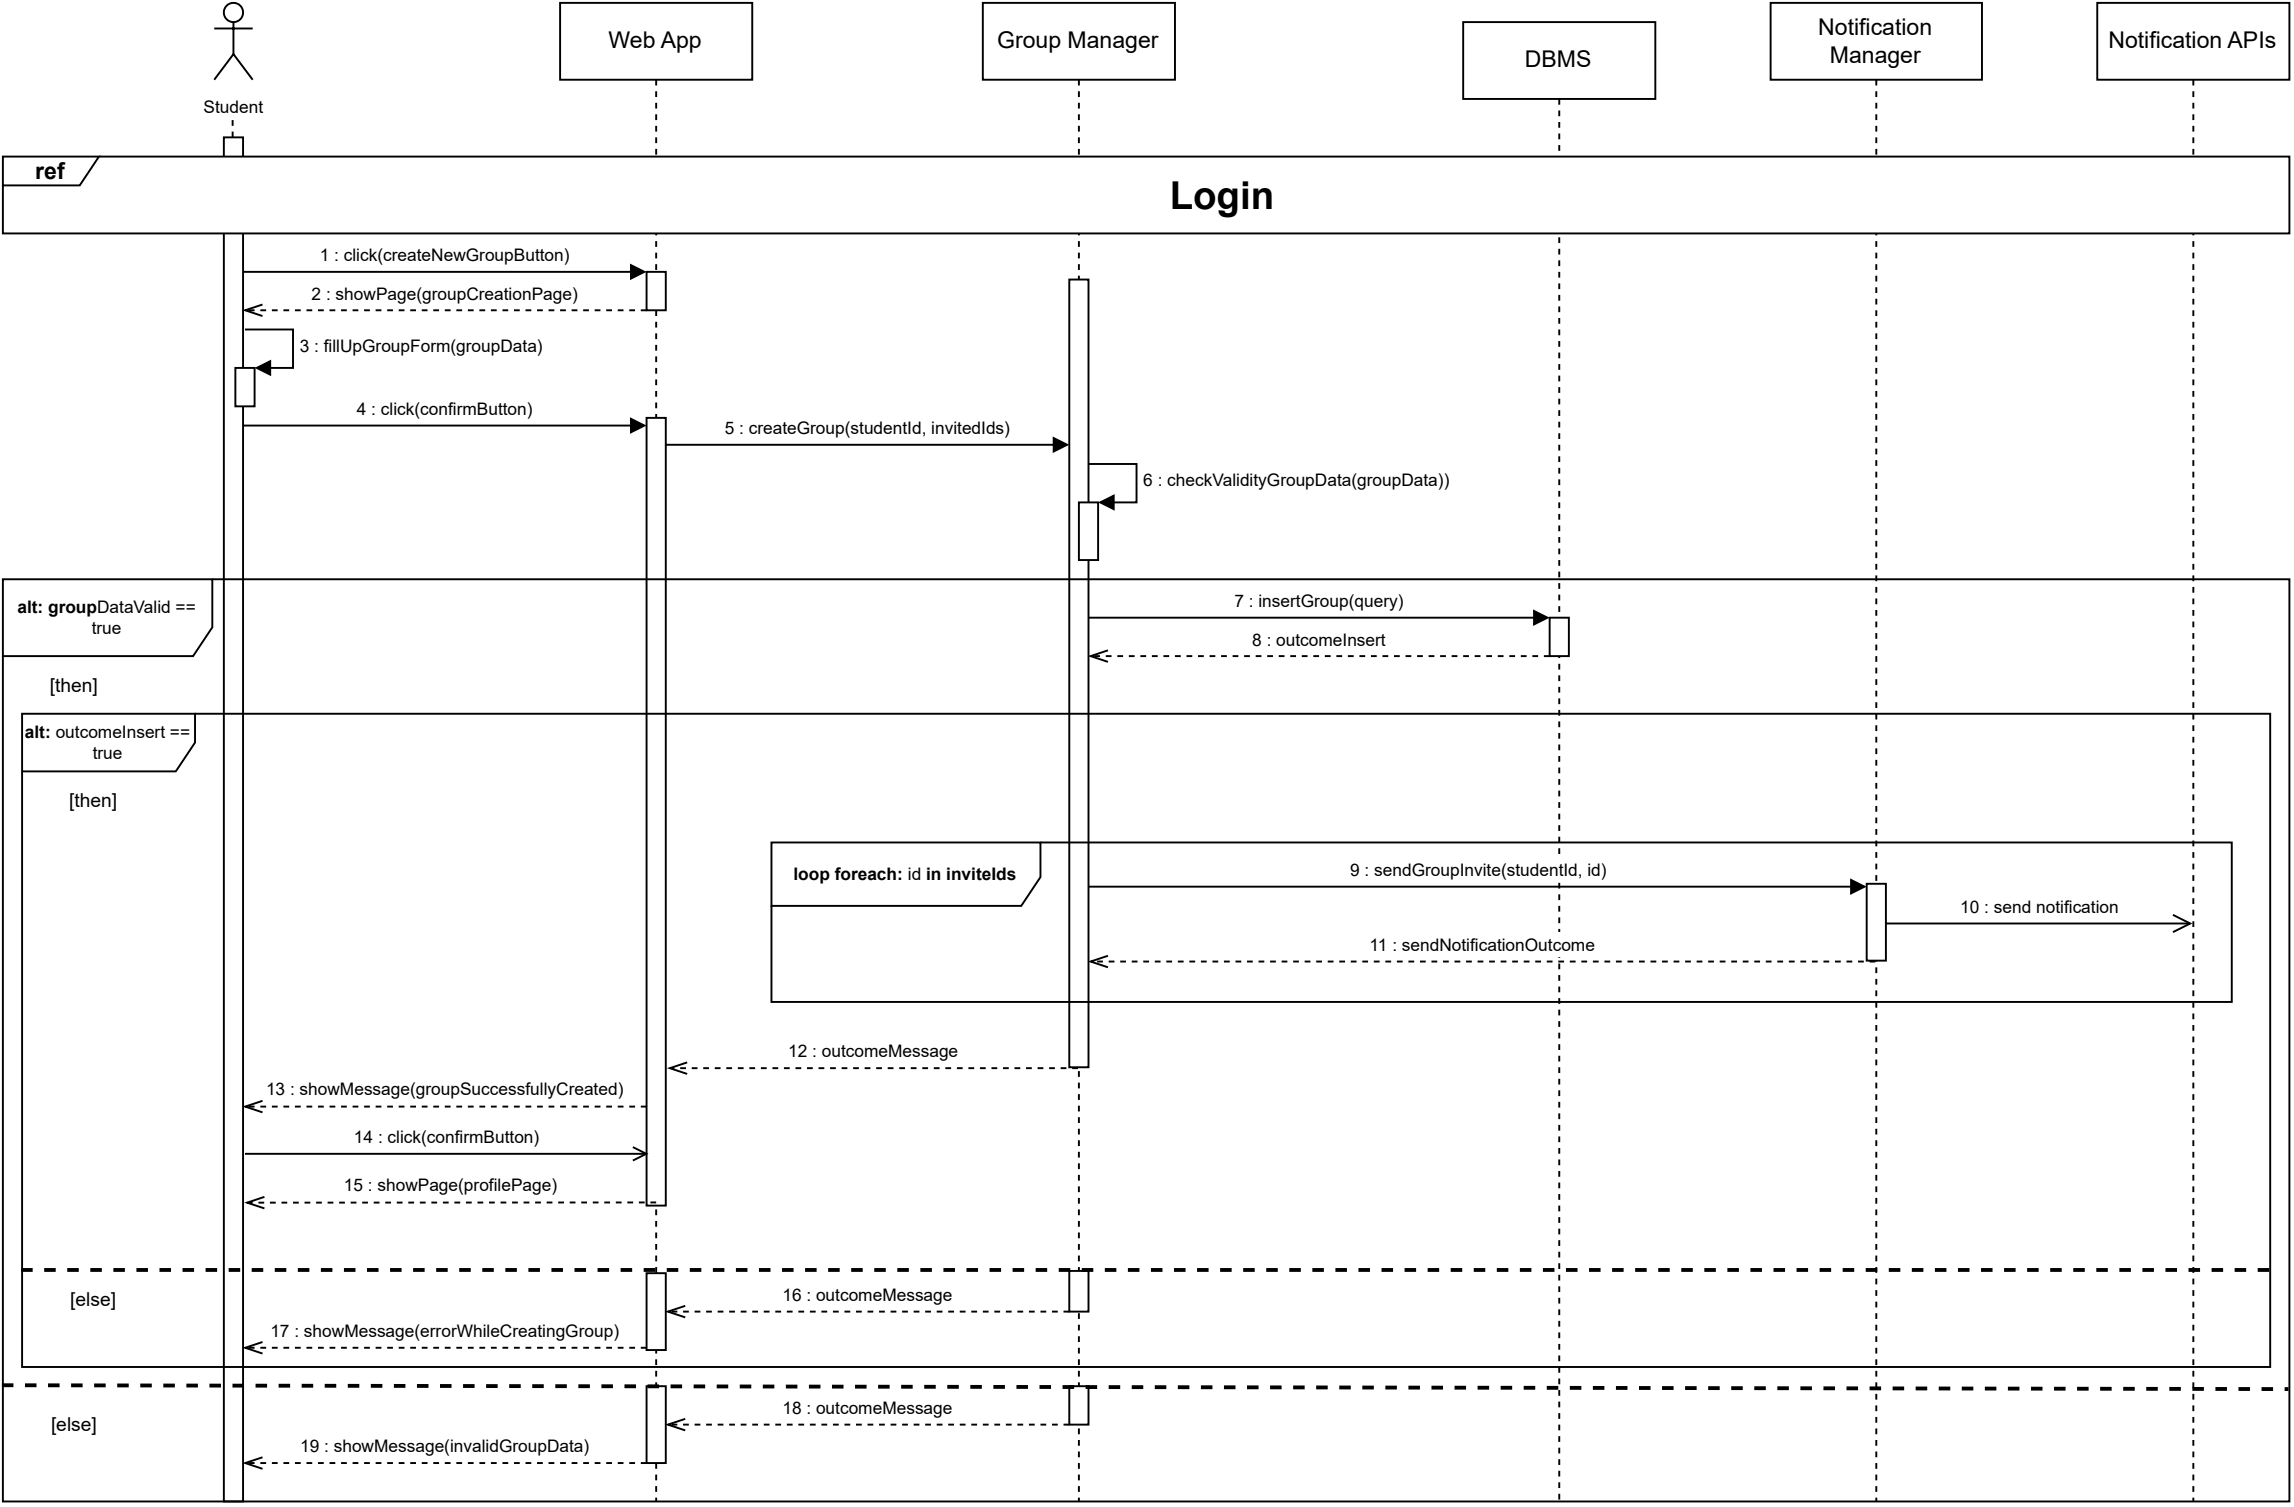 Student
Web App
Group Manager
DBMS
Notification
Manager
Notification APIs
ref
Login
1 : click(createNewGroupButton)
2 : showPage(groupCreationPage)
3 : fillUpGroupForm(groupData)
4 : click(confirmButton)
5 : createGroup(studentId, invitedIds)
6 : checkValidityGroupData(groupData))
alt: groupDataValid ==
true
7 : insertGroup(query)
8 : outcomeInsert
[then]
alt: outcomeInsert ==
true
[then]
loop foreach: id in inviteIds
9 : sendGroupInvite(studentId, id)
10 : send notification
11 : sendNotificationOutcome
12 : outcomeMessage
13 : showMessage(groupSuccessfullyCreated)
14 : click(confirmButton)
15 : showPage(profilePage)
[else]
16 : outcomeMessage
17 : showMessage(errorWhileCreatingGroup)
[else]
18 : outcomeMessage
19 : showMessage(invalidGroupData)